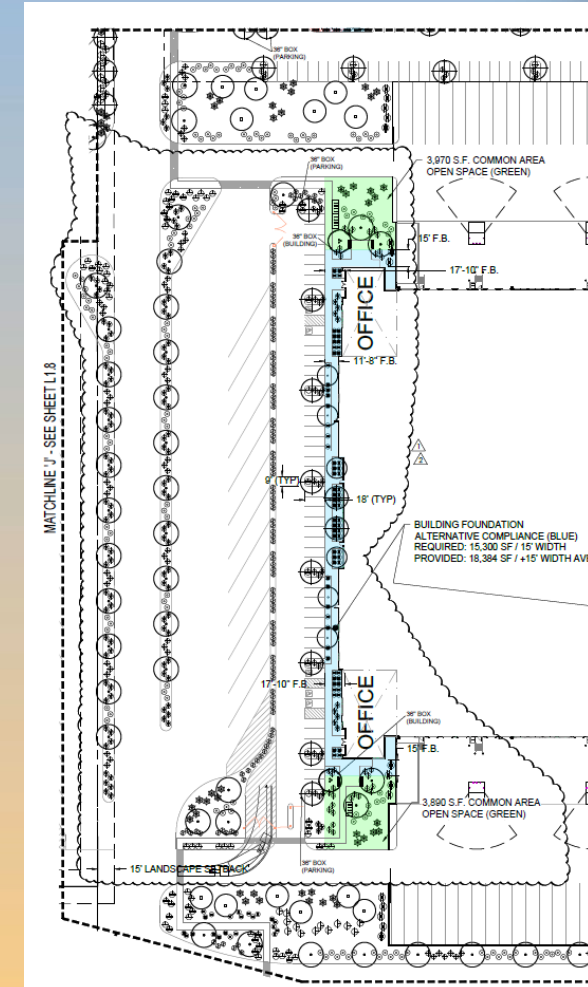 36" BOX
(PARKING)
36" BOX
(PARKING)
3,970 S.F. COMMON AREA
OPEN SPACE (GREEN)
36" BOX
(BUILDING)
15' F.B.
17'-10" F.B.
OFFICE
11'-8" F.B.
MATCHLINE 'J' - SEE SHEET L1.8
1
2
9' (TYP)
18' (TYP)
BUILDING FOUNDATION
ALTERNATIVE COMPLIANCE (BLUE)
REQUIRED: 15,300 SF / 15' WIDTH
PROVIDED: 18,384 SF / +15' WIDTH
17'-10" F.B.
OFFICE
36" BOX
(BUILDING)
15' F.B.
3,890 S.F. COMMON AREA
OPEN SPACE (GREEN)
15' LANDSCAPE SETBACK
36" BOX
(PARKING)